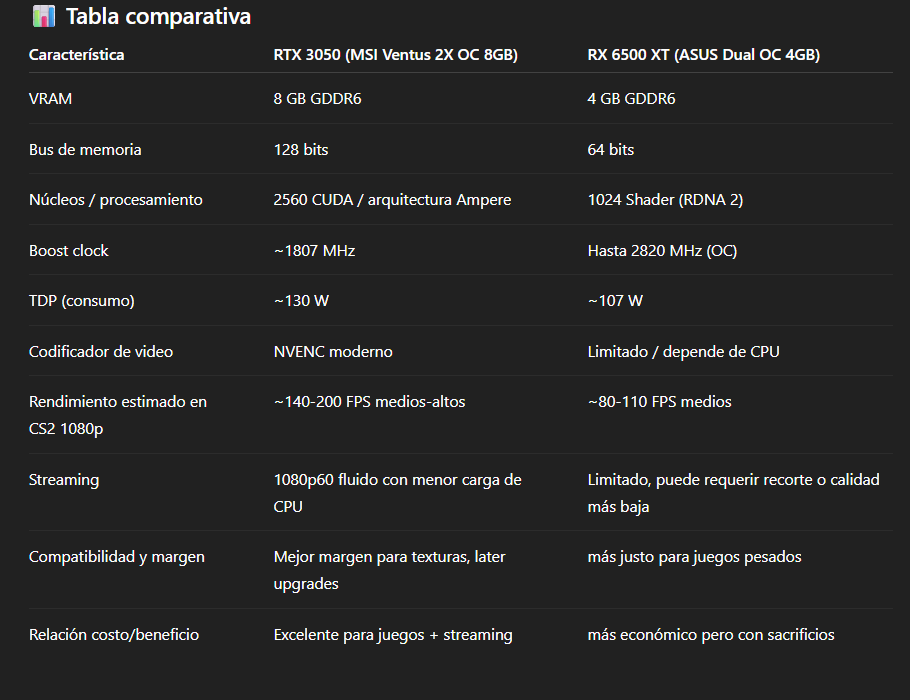 📊 Tabla comparativa
Característica RTX 3050 (MSI Ventus 2X OC 8GB) RX 6500 XT (ASUS Dual OC 4GB)
VRAM 8 GB GDDR6 4 GB GDDR6
Bus de memoria 128 bits 64 bits
Núcleos / procesamiento 2560 CUDA / arquitectura Ampere 1024 Shader (RDNA 2)
Boost clock ~1807 MHz Hasta 2820 MHz (OC)
TDP (consumo) ~130 W ~107 W
Codificador de video NVENC moderno Limitado / depende de CPU
Rendimiento estimado en ~140-200 FPS medios-altos ~80-110 FPS medios
CS2 1080p
Streaming 1080p60 fluido con menor carga de Limitado, puede requerir recorte o calidad
CPU más baja
Compatibilidad y margen Mejor margen para texturas, later más justo para juegos pesados
upgrades
Relación costo/beneficio Excelente para juegos + streaming más económico pero con sacrificios